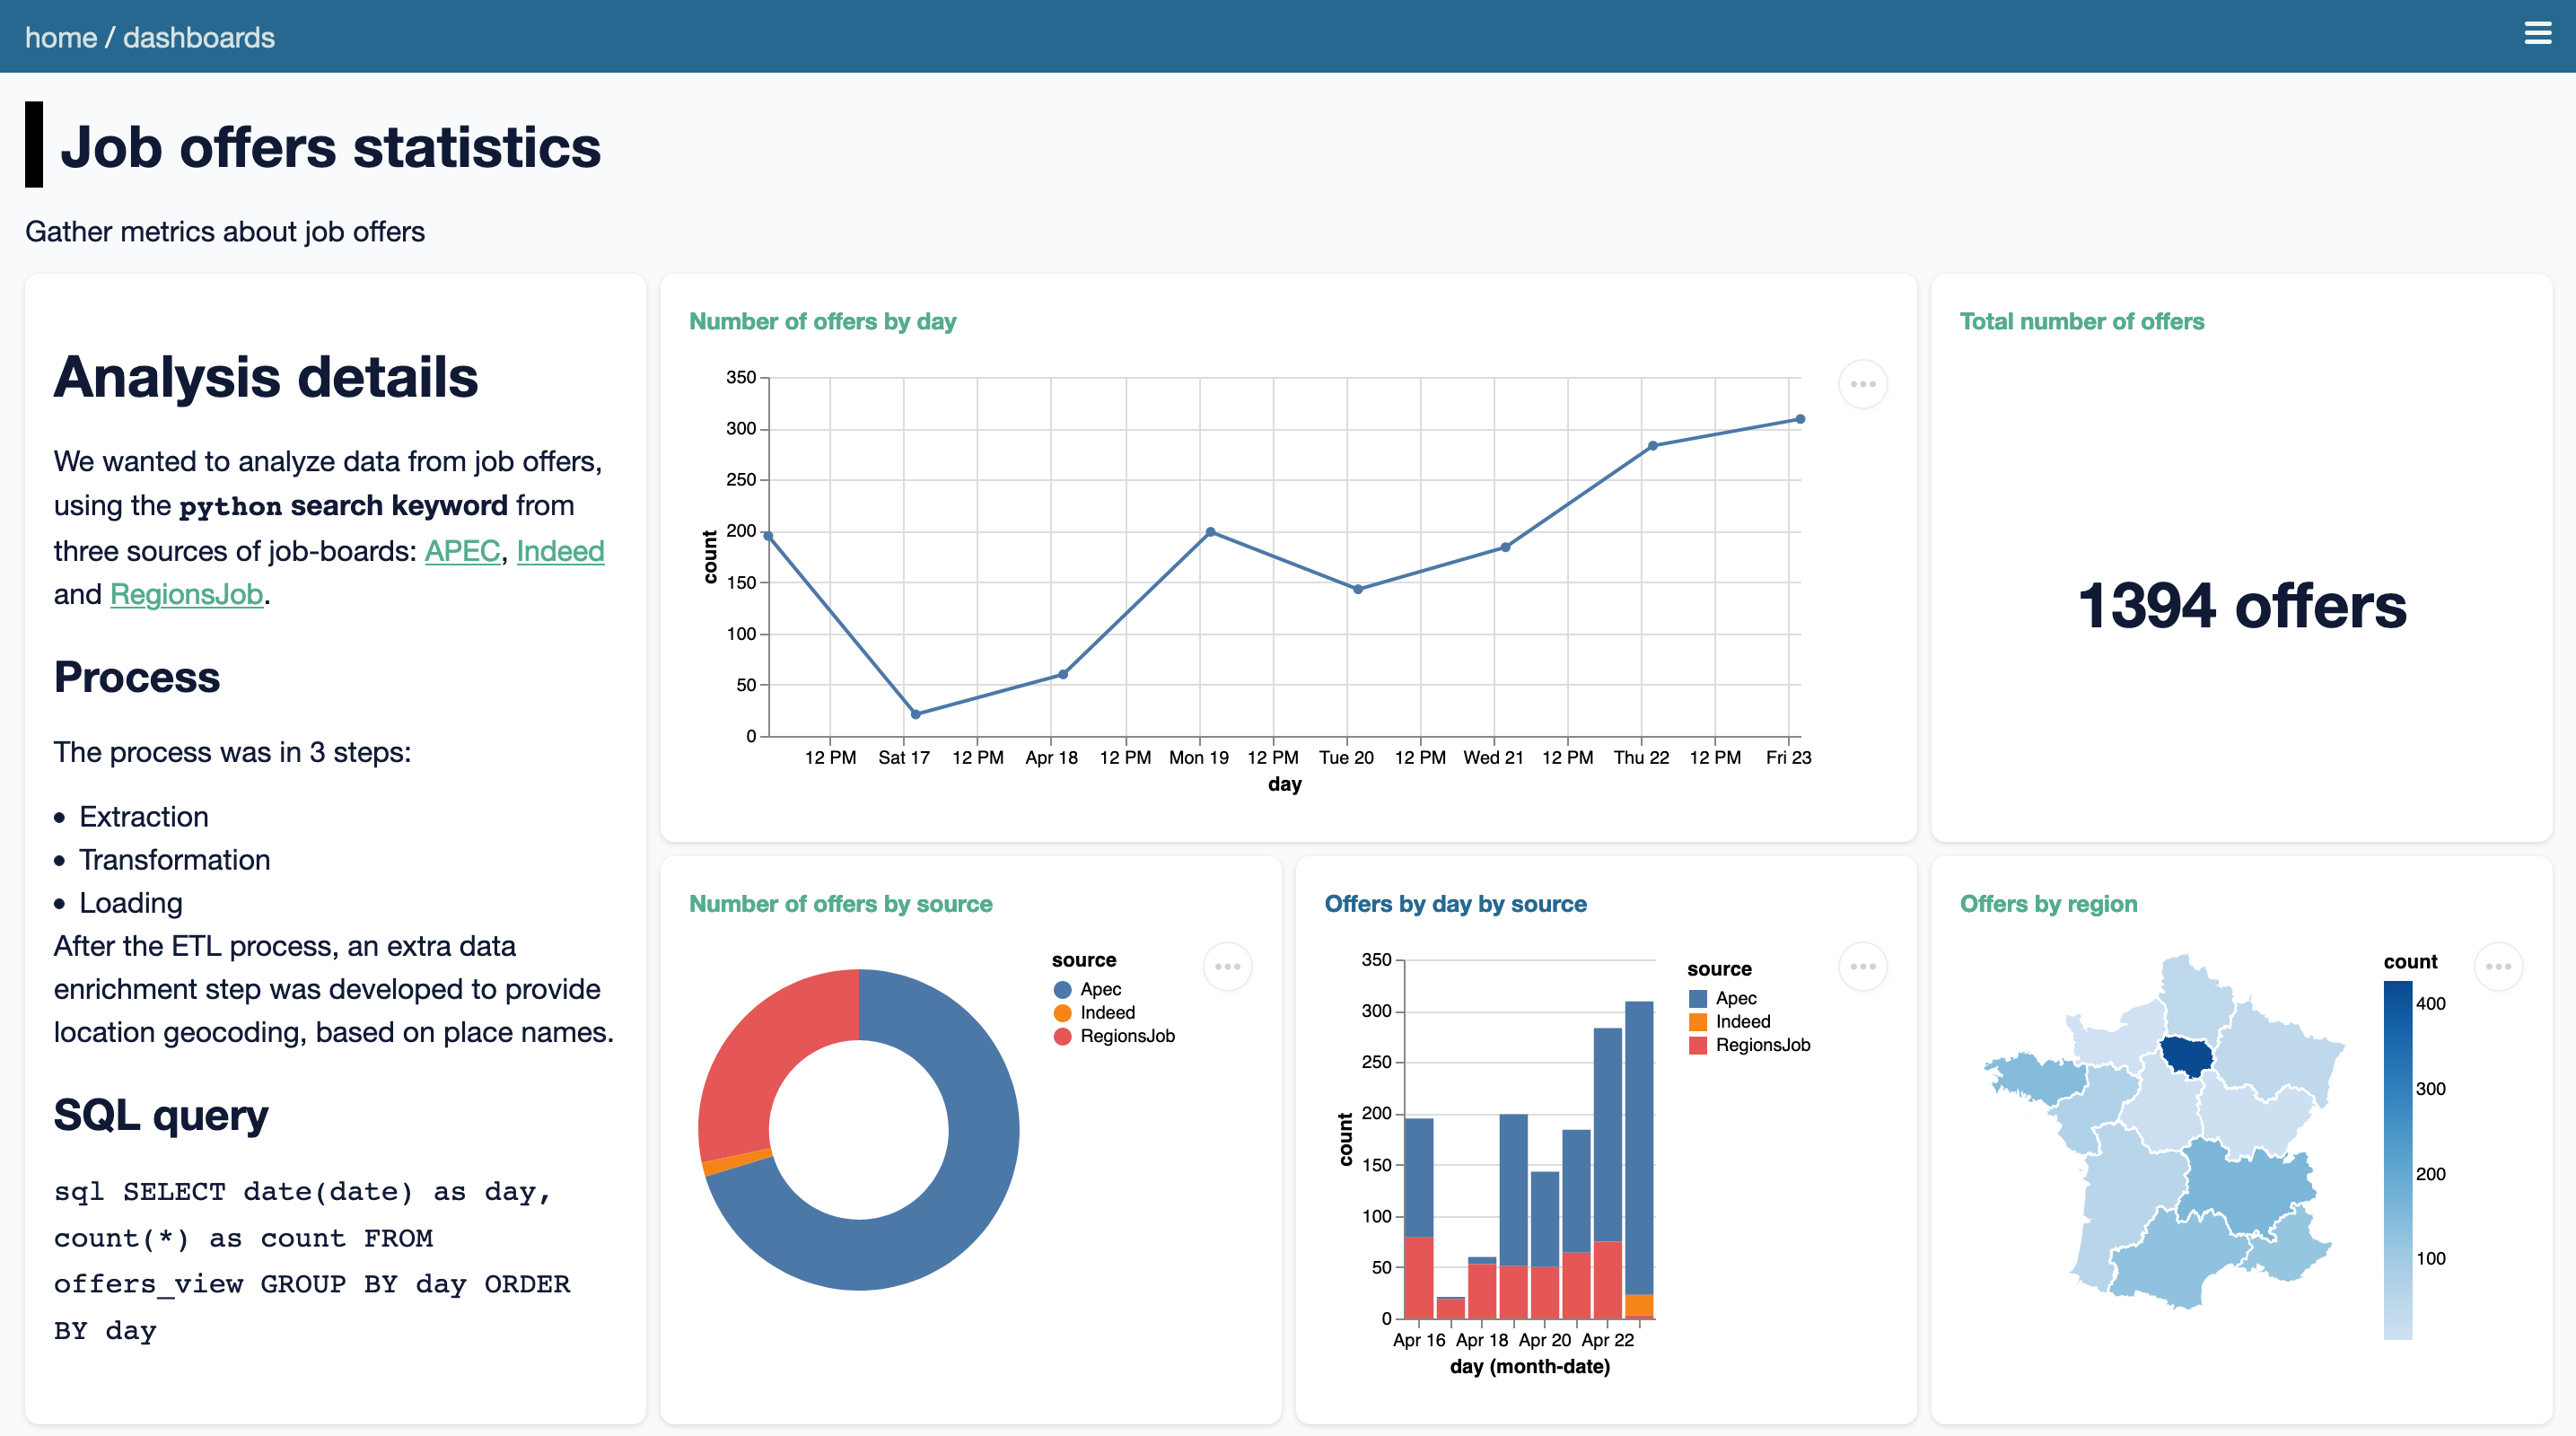 home / dashboards
Job offers statistics
Gather metrics about job offers
Analysis details
We wanted to analyze data from job offers,
using the python search keyword from
three sources of job-boards: APEC, Indeed
and RegionsJob.
Process
The process was in 3 steps:
• Extraction
• Transformation
• Loading
After the ETL process, an extra data
enrichment step was developed to provide
location geocoding, based on place names.
SQL query
sql SELECT date(date) as day,
count(*) as count FROM
offers_view GROUP BY day ORDER
BY day
Number of offers by day
350
300
250
200
150
100
50
0
count
12 PM Sat 17 12 PM Apr 18 12 PM Mon 19 12 PM Tue 20 12 PM Wed 21 12 PM Thu 22 12 PM Fri 23
day
Total number of offers
1394 offers
Number of offers by source
source
Apec
Indeed
RegionsJob
Offers by day by source
350
300
250
200
150
100
50
0
count
Apr 16 Apr 18 Apr 20 Apr 22
day (month-date)
source
Apec
Indeed
RegionsJob
Offers by region
count
400
300
200
100